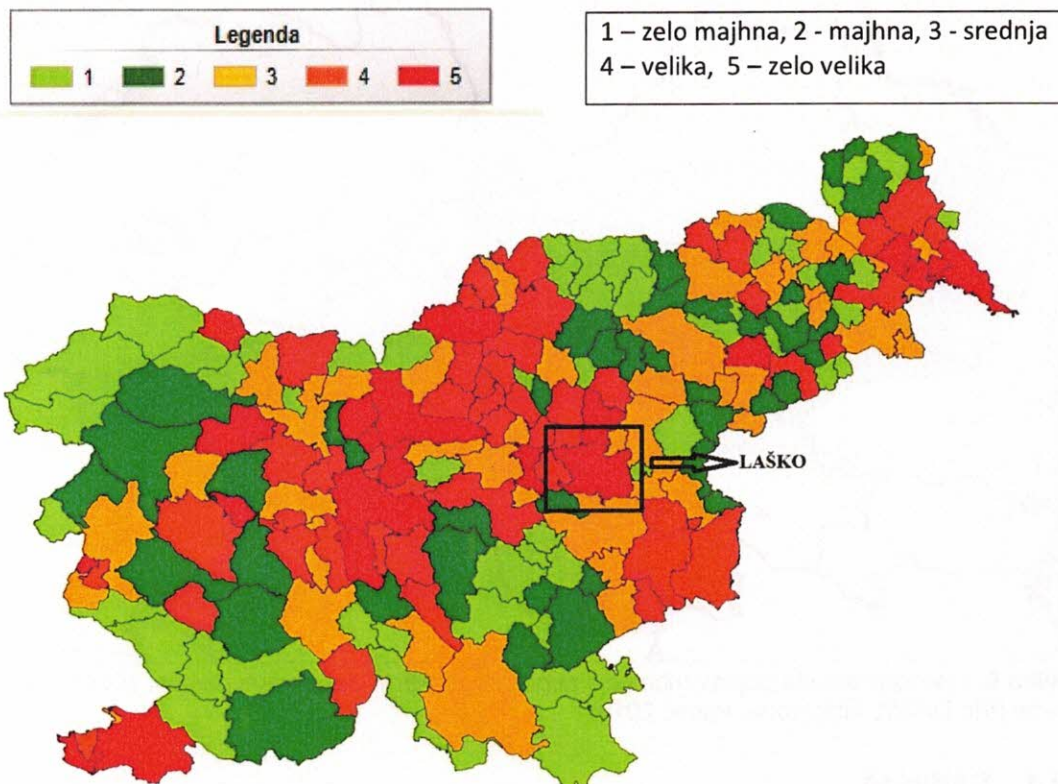 Legenda
1 2 3 4 5
1 – zelo majhna, 2 - majhna, 3 - srednja
4 – velika, 5 – zelo velika
LAŠKO